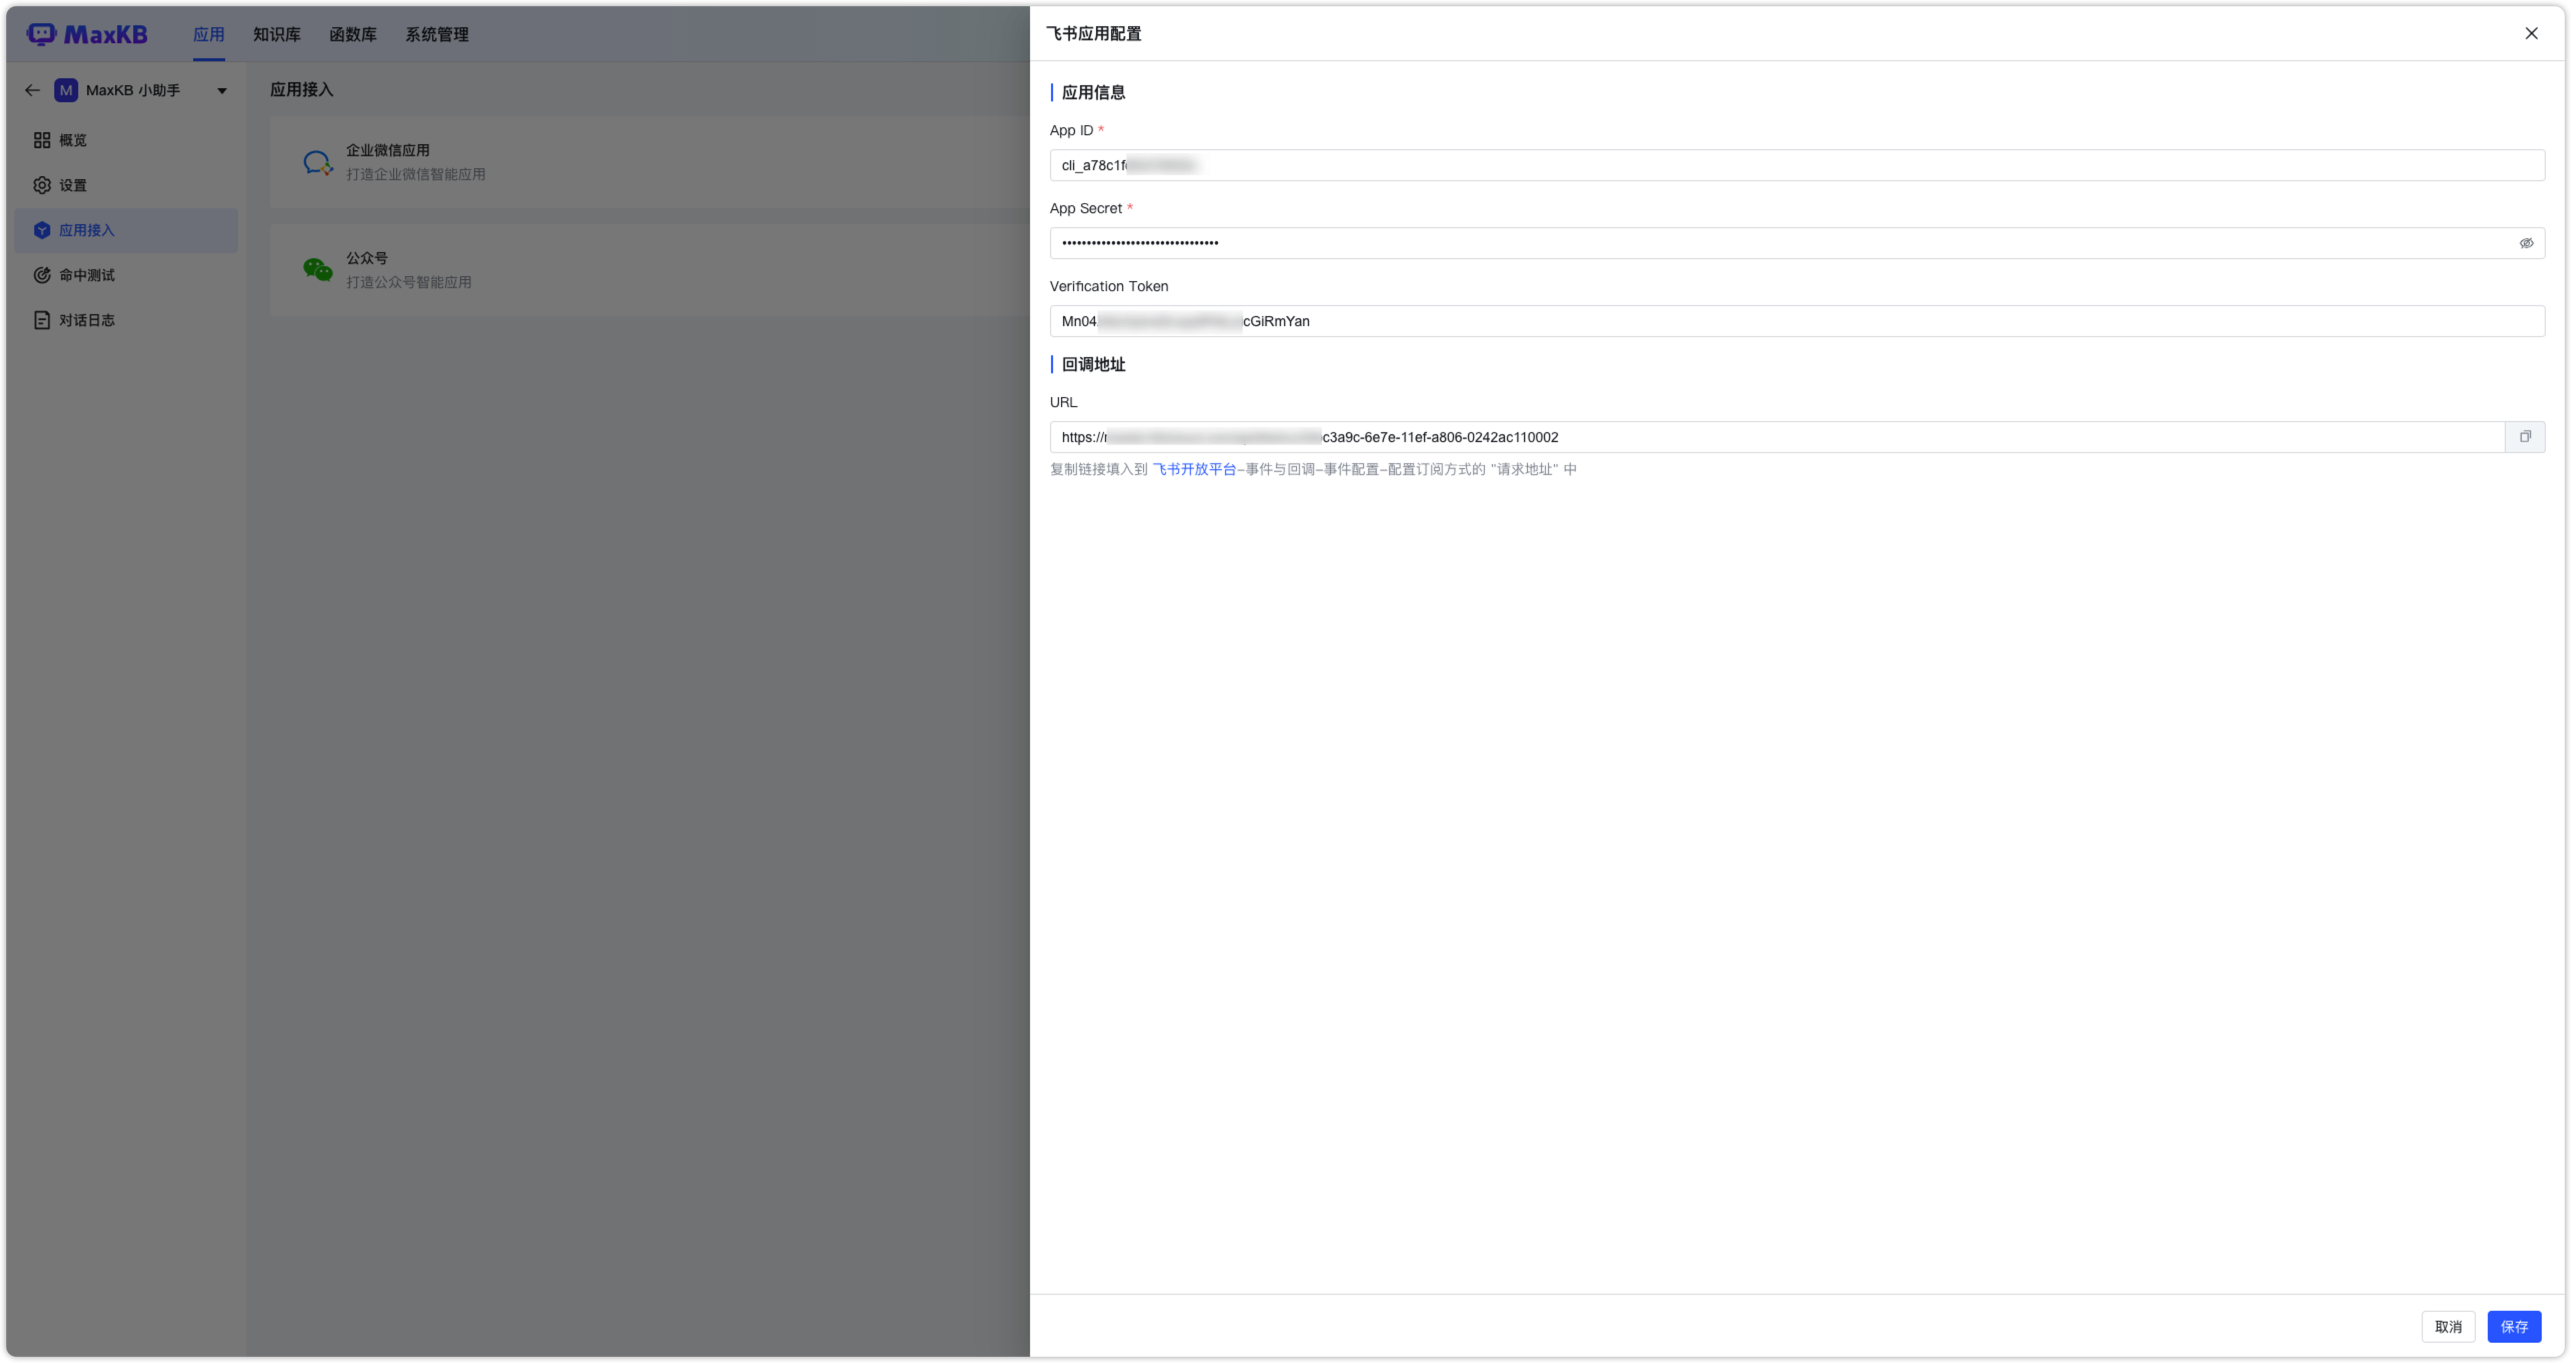 MaxKB
应用
知识库
函数库
系统管理
M
MaxKB 小助手
概览
设置
应用接入
命中测试
对话日志
应用接入
企业微信应用
打造企业微信智能应用
公众号
打造公众号智能应用
飞书应用配置
应用信息
App ID *
cli_a78c1f
App Secret *
••••••••••••••••••••••••••••••••
Verification Token
Mn04 cGiRmYan
回调地址
URL
https:// c3a9c-6e7e-11ef-a806-0242ac110002
复制链接填入到 飞书开放平台-事件与回调-事件配置-配置订阅方式的 "请求地址" 中
取消
保存